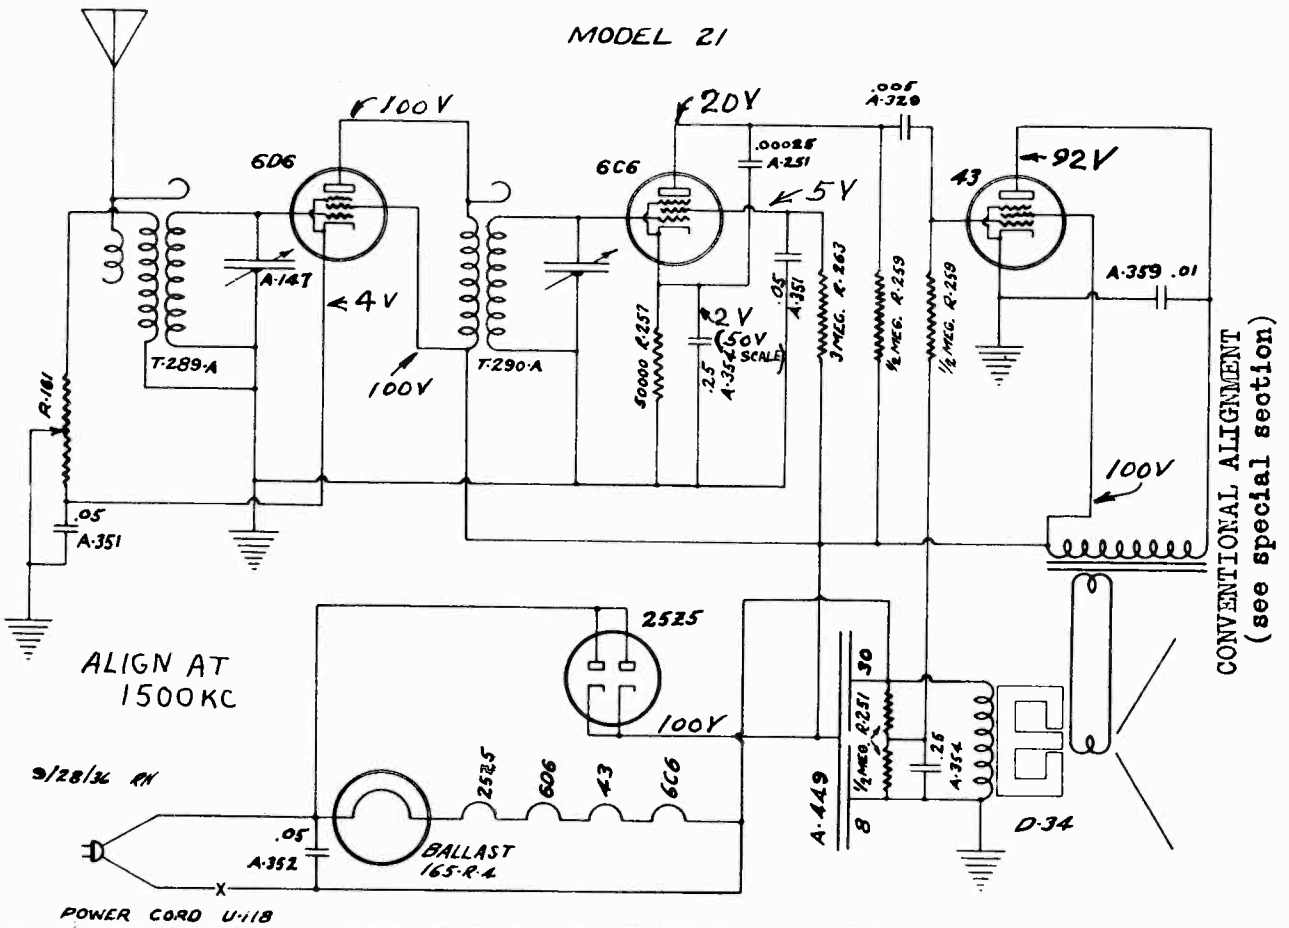 MODEL 21
100V
6D6
A-147
4V
T-289-A
100V
R-161
.05
A-351
20V
6C6
.00025
A-251
5V
.05
A-351
3 MEG. R-263
1/2 MEG. R-259
1/2 MEG. R-259
.005
A-329
2V
(50V
SCALE)
.25
A-354
50000 R-257
T-290-A
92V
43
A-359 .01
100V
CONVENTIONAL ALIGNMENT
(see special section)
ALIGN AT
1500KC
25Z5
100V
25Z5
6D6
43
6C6
9/28/36
.05
A-352
BALLAST
165-R-4
POWER CORD U-118
A-449
30
8
1/2 MEG. R-251
.25
A-354
D-34